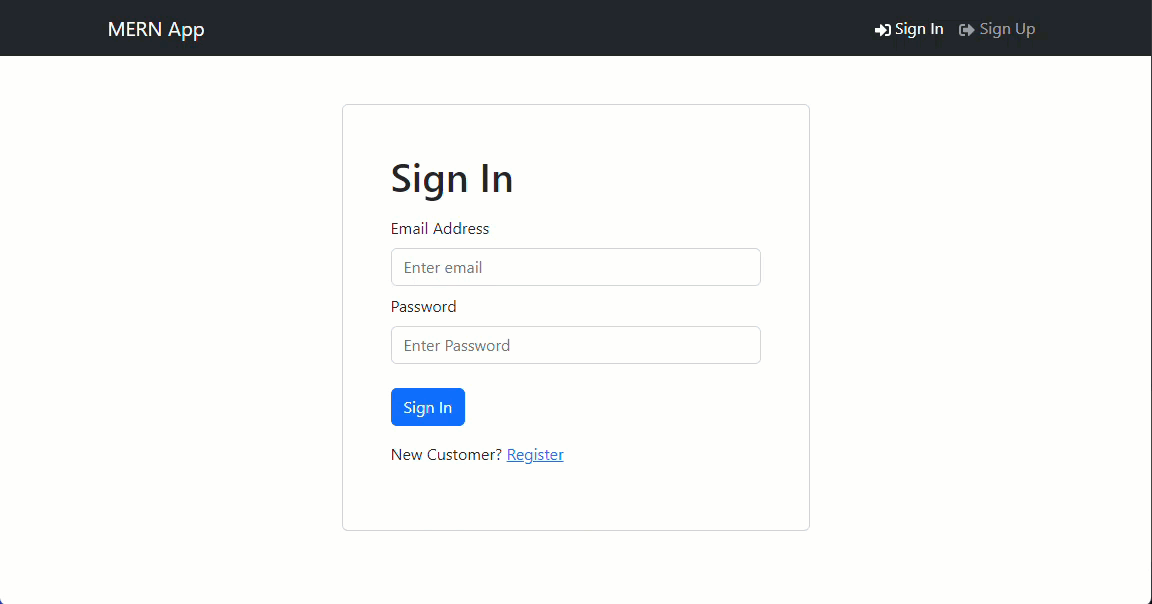 MERN App Sign In Sign Up
Sign In
Email Address
Enter email
Password
Enter Password
Sign In
New Customer? Register